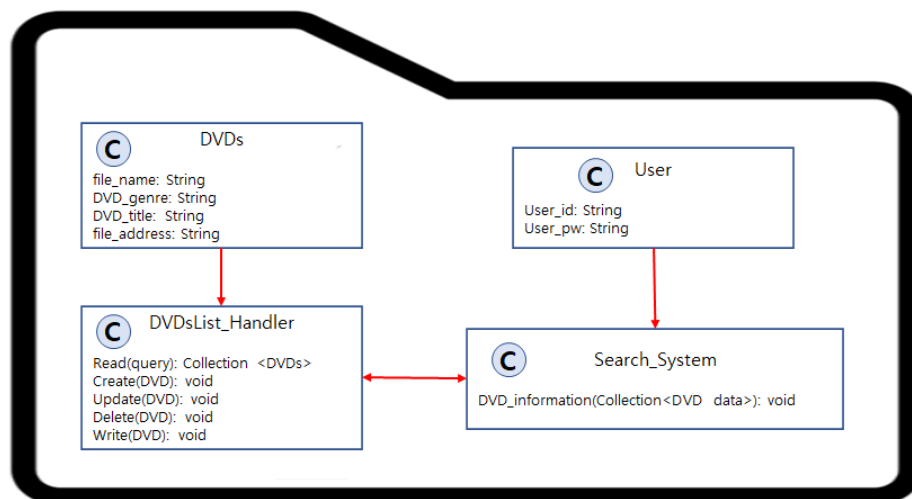 C
DVDs
file_name: String
DVD_genre: String
DVD_title: String
file_address: String
C
User
User_id: String
User_pw: String
C
DVDsList_Handler
Read(query): Collection <DVDs>
Create(DVD): void
Update(DVD): void
Delete(DVD): void
Write(DVD): void
C
Search_System
DVD_information(Collection<DVD data>): void